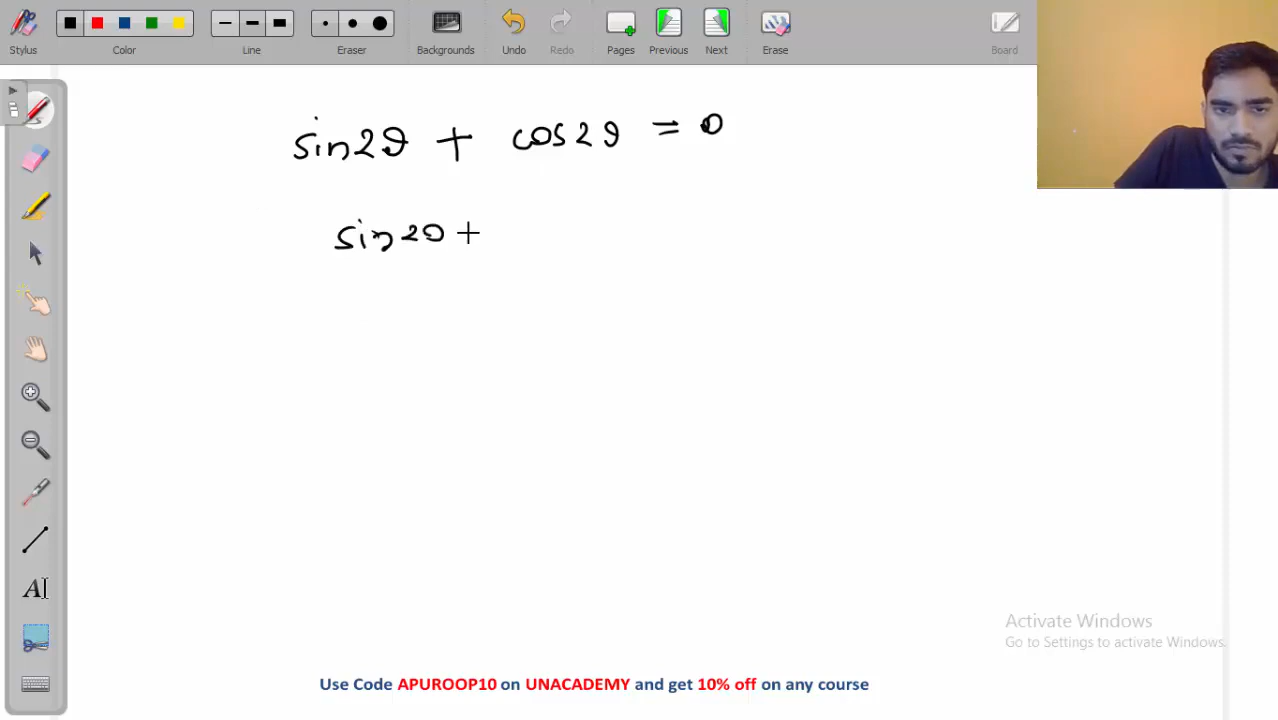 Stylus
Color
Line
Eraser
Backgrounds
Undo
Redo
Pages
Previous
Next
Erase
Board
sin2θ + cos2θ = 0
sin2θ +
A
Activate Windows
Go to Settings to activate Windows.
Use Code APUROOP10 on UNACADEMY and get 10% off on any course